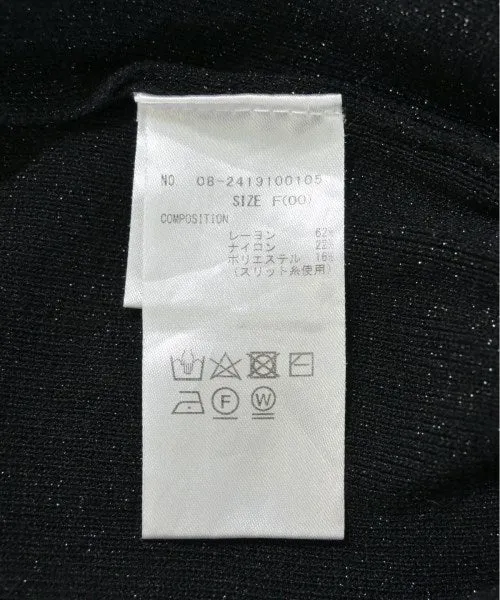 NO. 08-2419100105
SIZE F(00)
COMPOSITION
レーヨン 62%
ナイロン 22%
ポリエステル 16%
(スリット糸使用)
F
W